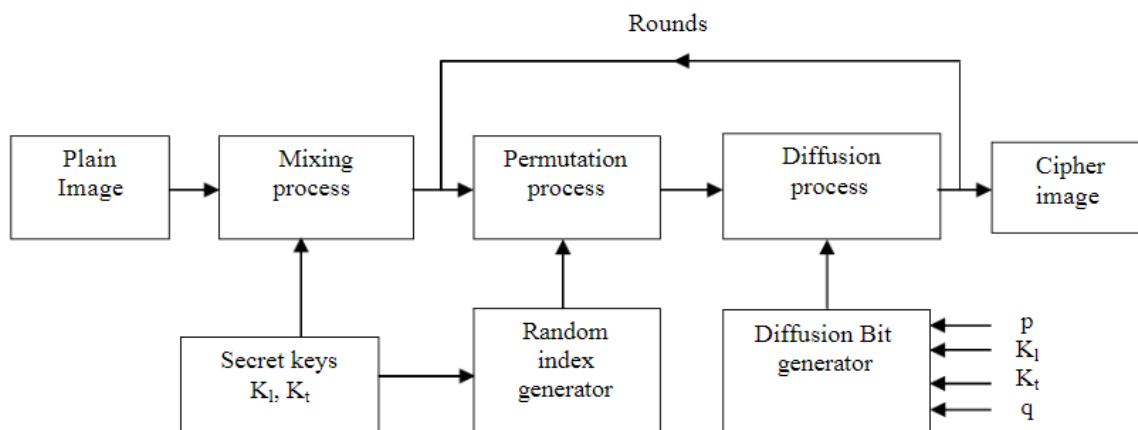 Rounds
Plain
Image
Mixing
process
Permutation
process
Diffusion
process
Cipher
image
Secret keys
Kₗ, Kₜ
Random
index
generator
Diffusion Bit
generator
p
Kₗ
Kₜ
q